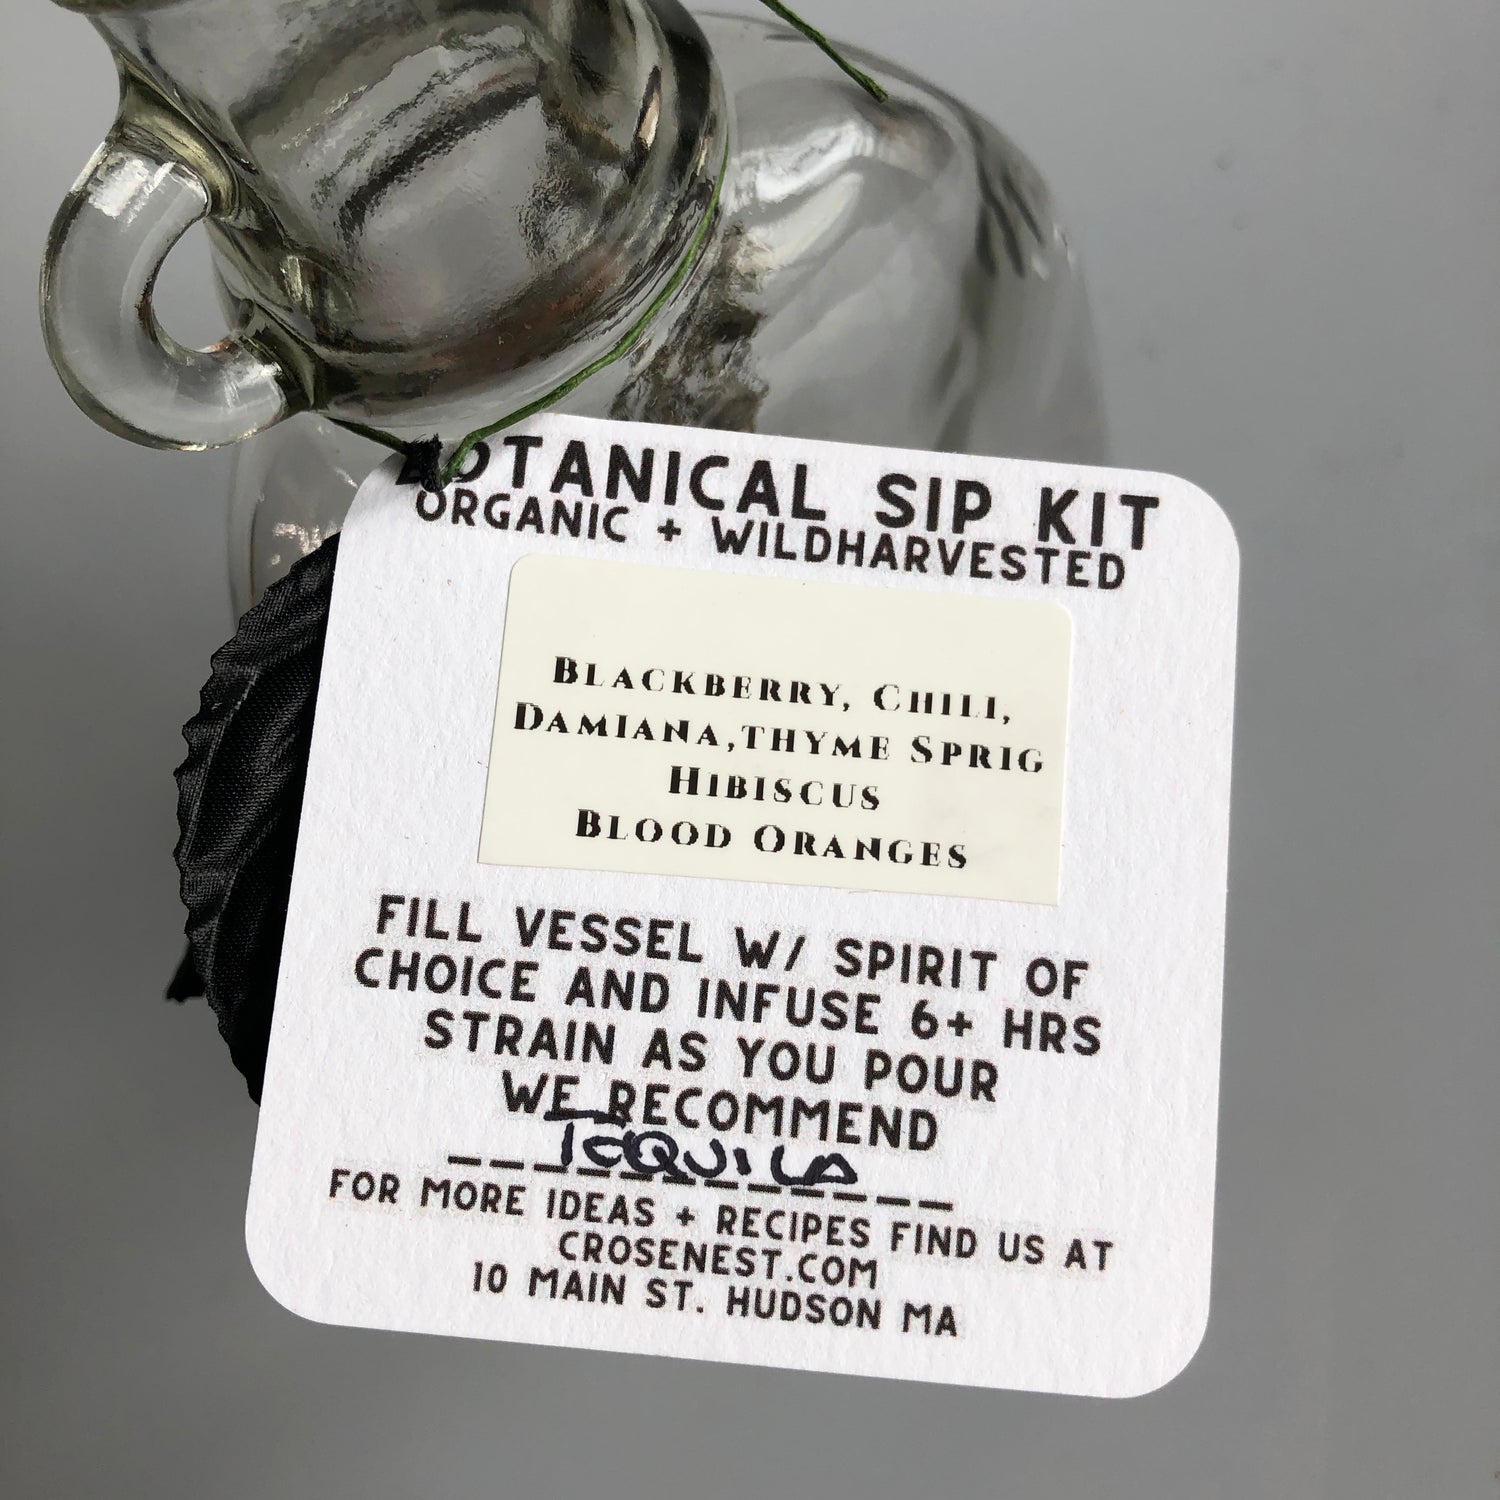 BOTANICAL SIP KIT
ORGANIC + WILDHARVESTED
BLACKBERRY, CHILI,
DAMIANA,THYME SPRIG
HIBISCUS
BLOOD ORANGES
FILL VESSEL W/ SPIRIT OF
CHOICE AND INFUSE 6+ HRS
STRAIN AS YOU POUR
WE RECOMMEND
TEQUILA
FOR MORE IDEAS + RECIPES FIND US AT
CROSENEST.COM
10 MAIN ST. HUDSON MA